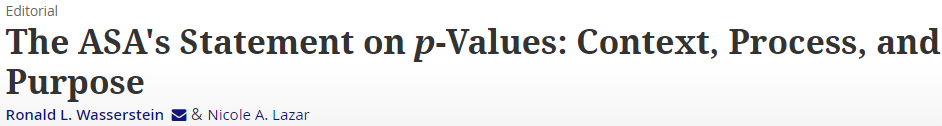 Editorial
The ASA's Statement on p-Values: Context, Process, and
Purpose
Ronald L. Wasserstein & Nicole A. Lazar